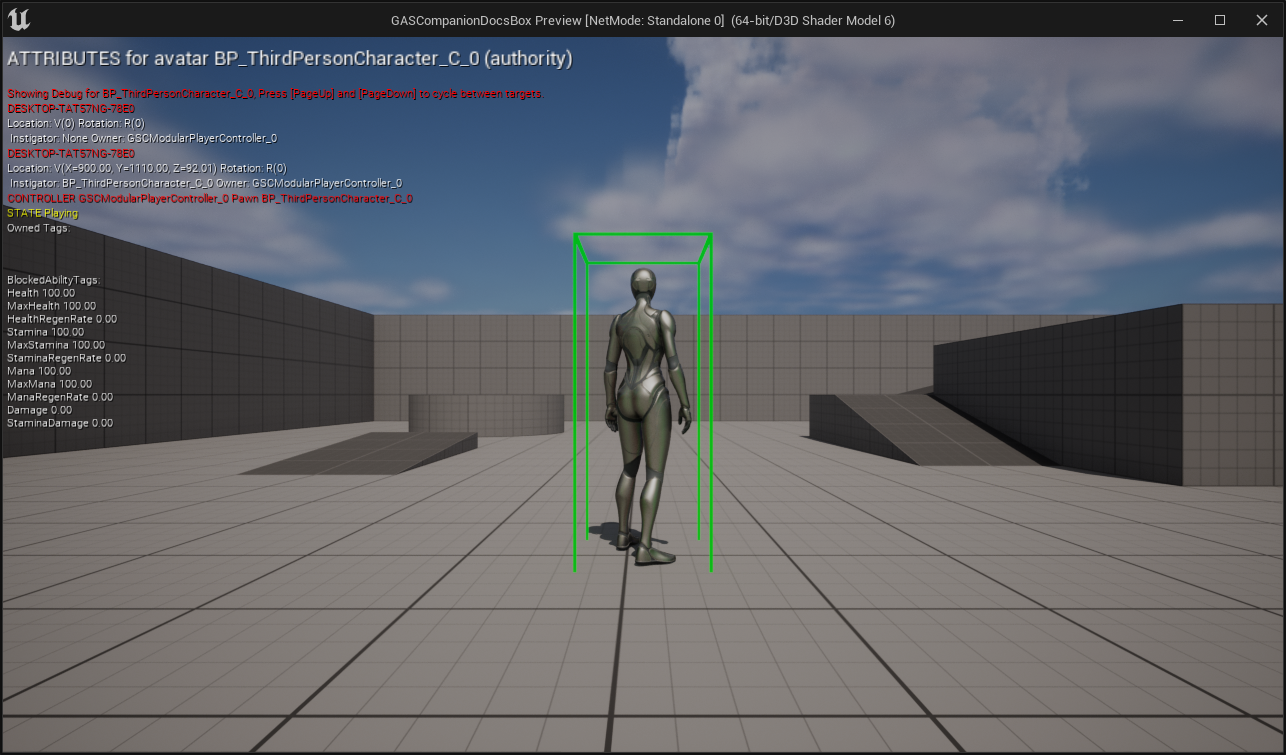 GASCompanionDocsBox Preview [NetMode: Standalone 0] (64-bit/D3D Shader Model 6)
ATTRIBUTES for avatar BP_ThirdPersonCharacter_C_0 (authority)
Showing Debug for BP_ThirdPersonCharacter_C_0, Press [PageUp] and [PageDown] to cycle between targets.
DESKTOP-TAT57NG-78E0
Location: V(0) Rotation: R(0)
Instigator: None Owner: GSCModularPlayerController_0
DESKTOP-TAT57NG-78E0
Location: V(X=900.00, Y=1110.00, Z=92.01) Rotation: R(0)
Instigator: BP_ThirdPersonCharacter_C_0 Owner: GSCModularPlayerController_0
CONTROLLER GSCModularPlayerController_0 Pawn BP_ThirdPersonCharacter_C_0
STATE Playing
Owned Tags:
BlockedAbilityTags:
Health 100.00
MaxHealth 100.00
HealthRegenRate 0.00
Stamina 100.00
MaxStamina 100.00
StaminaRegenRate 0.00
Mana 100.00
MaxMana 100.00
ManaRegenRate 0.00
Damage 0.00
StaminaDamage 0.00